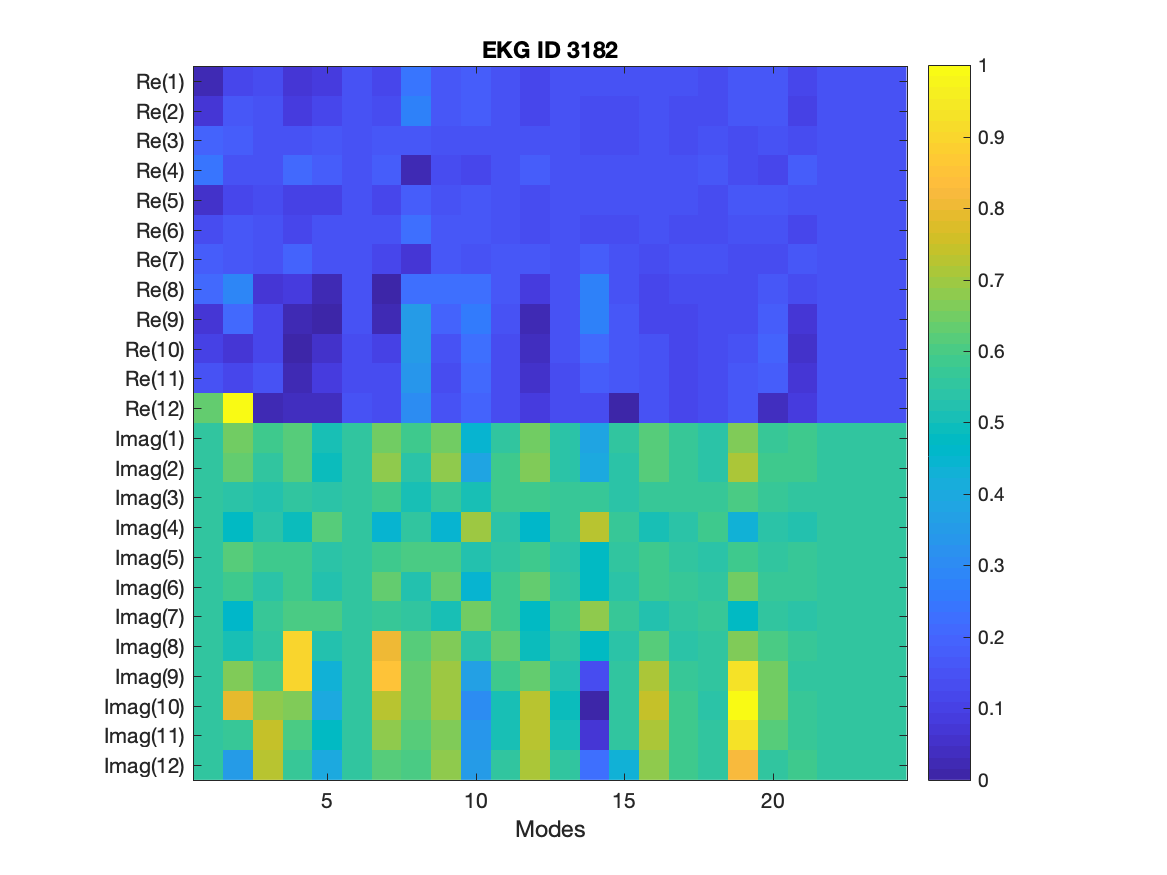 EKG ID 3182
Re(1)
Re(2)
Re(3)
Re(4)
Re(5)
Re(6)
Re(7)
Re(8)
Re(9)
Re(10)
Re(11)
Re(12)
Imag(1)
Imag(2)
Imag(3)
Imag(4)
Imag(5)
Imag(6)
Imag(7)
Imag(8)
Imag(9)
Imag(10)
Imag(11)
Imag(12)
5 10 15 20
Modes
1
0.9
0.8
0.7
0.6
0.5
0.4
0.3
0.2
0.1
0